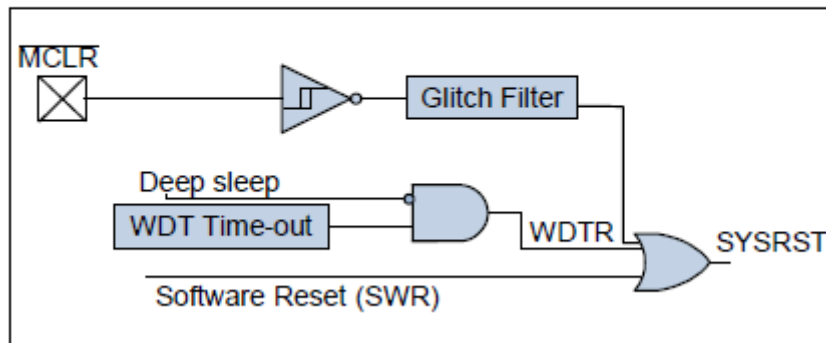 MCLR
Glitch Filter
Deep sleep
WDT Time-out
WDTR
SYSRST
Software Reset (SWR)